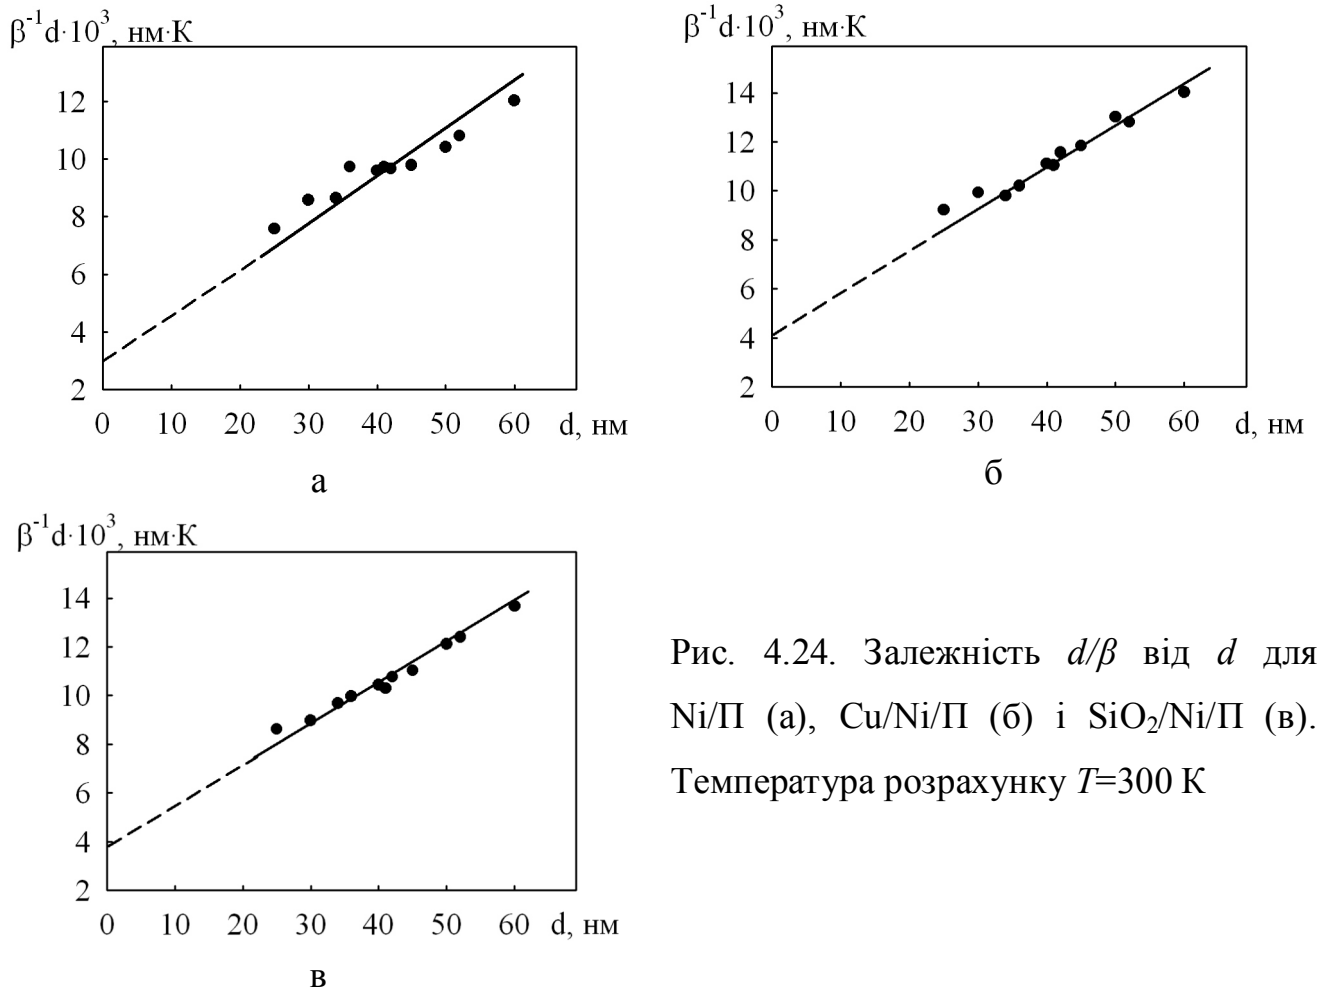 β⁻¹d·10³, нм·К
12
10
8
6
4
2
0 10 20 30 40 50 60 d, нм
а
β⁻¹d·10³, нм·К
14
12
10
8
6
4
2
0 10 20 30 40 50 60 d, нм
б
β⁻¹d·10³, нм·К
14
12
10
8
6
4
2
0 10 20 30 40 50 60 d, нм
в
Рис. 4.24. Залежність d/β від d для
Ni/П (а), Cu/Ni/П (б) і SiO₂/Ni/П (в).
Температура розрахунку T=300 К